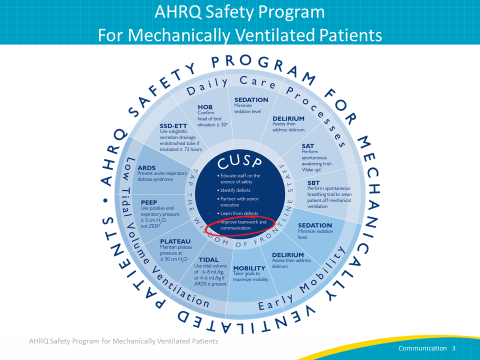 AHRQ Safety Program
For Mechanically Ventilated Patients
AHRQ SAFETY PROGRAM FOR MECHANICALLY VENTILATED PATIENTS •
Daily Care Processes
HOB
Confirm
head of bed
elevation ≥ 30°
SEDATION
Minimize
sedation level
DELIRIUM
Assess then
address delirium
SAT
Perform
spontaneous
awakening trial -
Wake up!
SBT
Perform spontaneous
breathing trial to wean
patient off mechanical
ventilation
SSD-ETT
Use subglottic
secretion drainage
endotracheal tube if
intubated ≥ 72 hours
Early Mobility
SEDATION
Minimize sedation
level
DELIRIUM
Assess then address
delirium
MOBILITY
Tailor goals to
maximize mobility
Low Tidal Volume Ventilation
ARDS
Prevent acute respiratory
distress syndrome
PEEP
Use positive end-
expiratory pressure
≥ 5 cm H₂O,
not ZEEP
PLATEAU
Maintain plateau
pressure at
≤ 30 cm H₂O
TIDAL
Use tidal volume
of 6–8 mL/kg,
or 4–6 mL/kg if
ARDS is present
TAP THE WISDOM OF FRONTLINE STAFF
CUSP
• Educate staff on the
science of safety
• Identify defects
• Partner with senior
executive
• Learn from defects
• Improve teamwork and
communication
AHRQ Safety Program for Mechanically Ventilated Patients
Communication 3